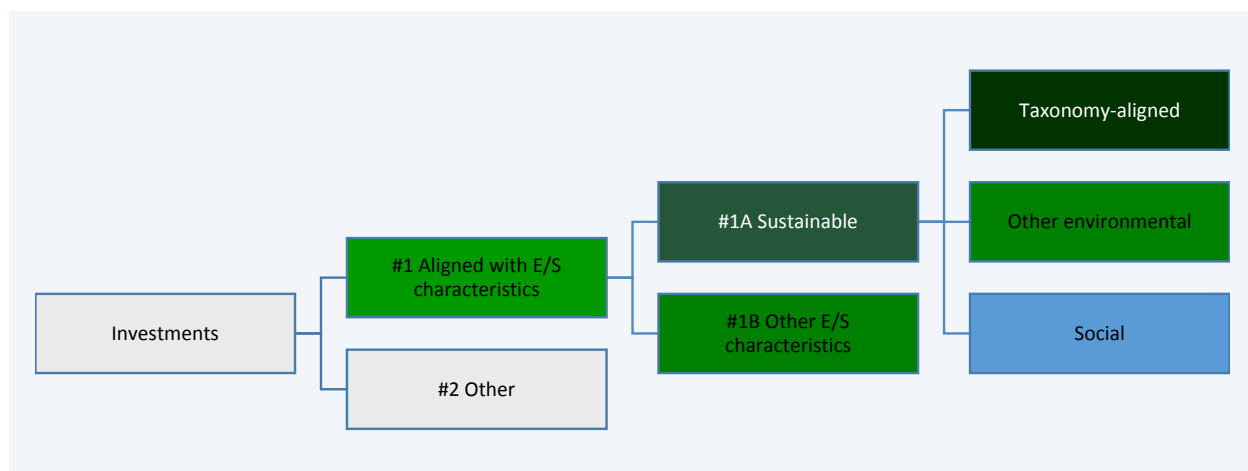 Taxonomy-aligned
#1A Sustainable
Other environmental
#1 Aligned with E/S
characteristics
Investments
#1B Other E/S
characteristics
Social
#2 Other